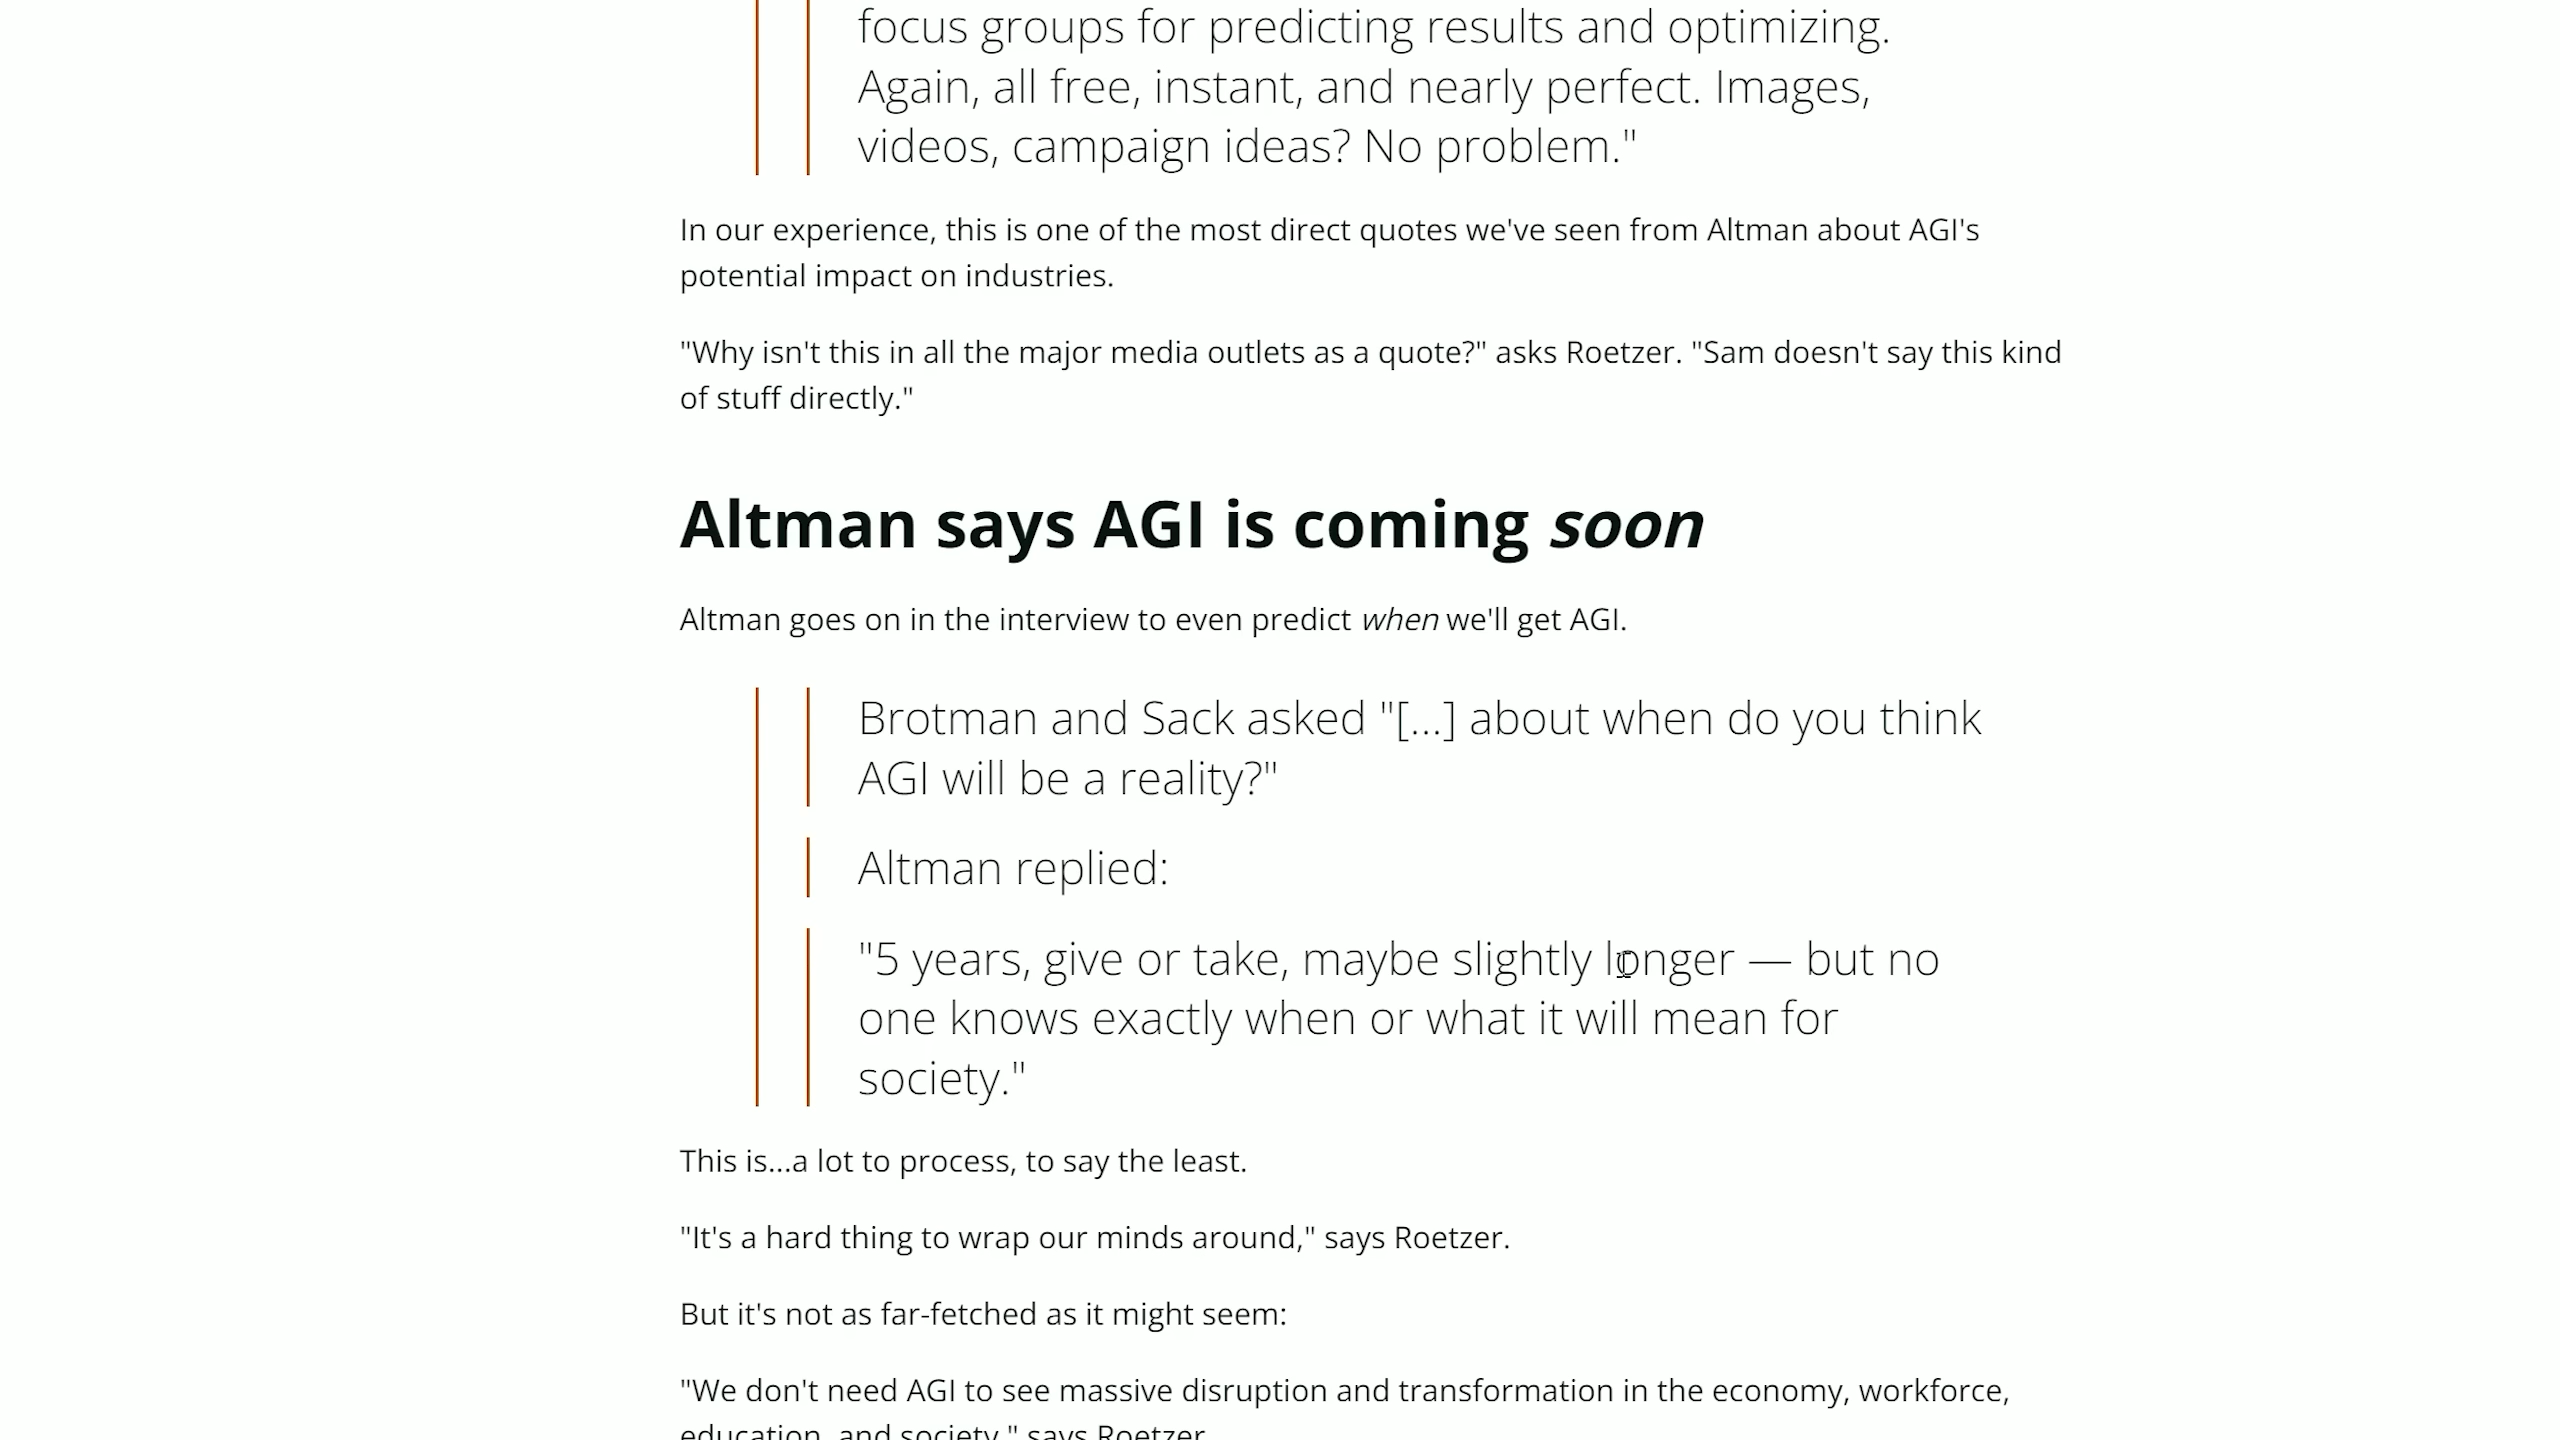 focus groups for predicting results and optimizing.
Again, all free, instant, and nearly perfect. Images,
videos, campaign ideas? No problem."
In our experience, this is one of the most direct quotes we've seen from Altman about AGI's
potential impact on industries.
"Why isn't this in all the major media outlets as a quote?" asks Roetzer. "Sam doesn't say this kind
of stuff directly."
Altman says AGI is coming soon
Altman goes on in the interview to even predict when we'll get AGI.
Brotman and Sack asked "[...] about when do you think
AGI will be a reality?"
Altman replied:
"5 years, give or take, maybe slightly longer — but no
one knows exactly when or what it will mean for
society."
This is...a lot to process, to say the least.
"It's a hard thing to wrap our minds around," says Roetzer.
But it's not as far-fetched as it might seem:
"We don't need AGI to see massive disruption and transformation in the economy, workforce,
education, and society," says Roetzer.